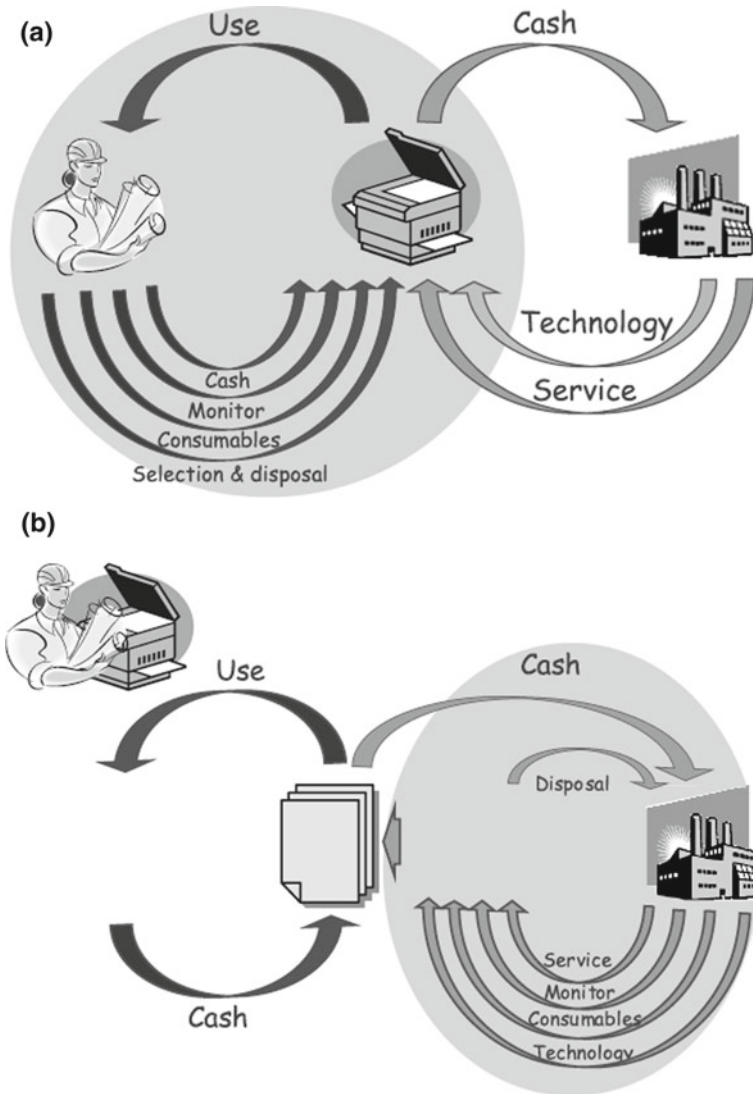 (a)
Use
Cash
Technology
Service
Cash
Monitor
Consumables
Selection & disposal
(b)
Cash
Use
Disposal
Service
Monitor
Consumables
Technology
Cash